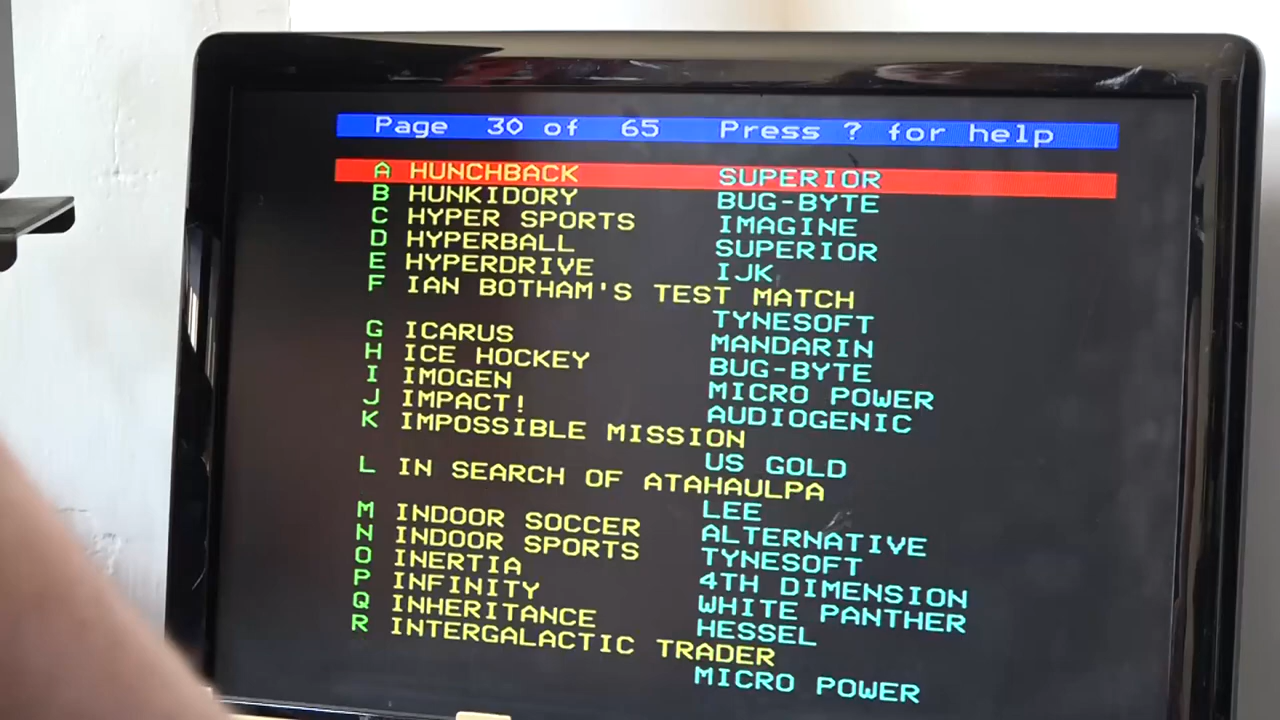 Page 30 of 65 Press ? for help
A HUNCHBACK SUPERIOR
B HUNKIDORY BUG-BYTE
C HYPER SPORTS IMAGINE
D HYPERBALL SUPERIOR
E HYPERDRIVE IJK
F IAN BOTHAM'S TEST MATCH
TYNESOFT
G ICARUS MANDARIN
H ICE HOCKEY BUG-BYTE
I IMOGEN MICRO POWER
J IMPACT! AUDIOGENIC
K IMPOSSIBLE MISSION
US GOLD
L IN SEARCH OF ATAHAULPA
LEE
M INDOOR SOCCER ALTERNATIVE
N INDOOR SPORTS TYNESOFT
O INERTIA 4TH DIMENSION
P INFINITY WHITE PANTHER
Q INHERITANCE HESSEL
R INTERGALACTIC TRADER
MICRO POWER